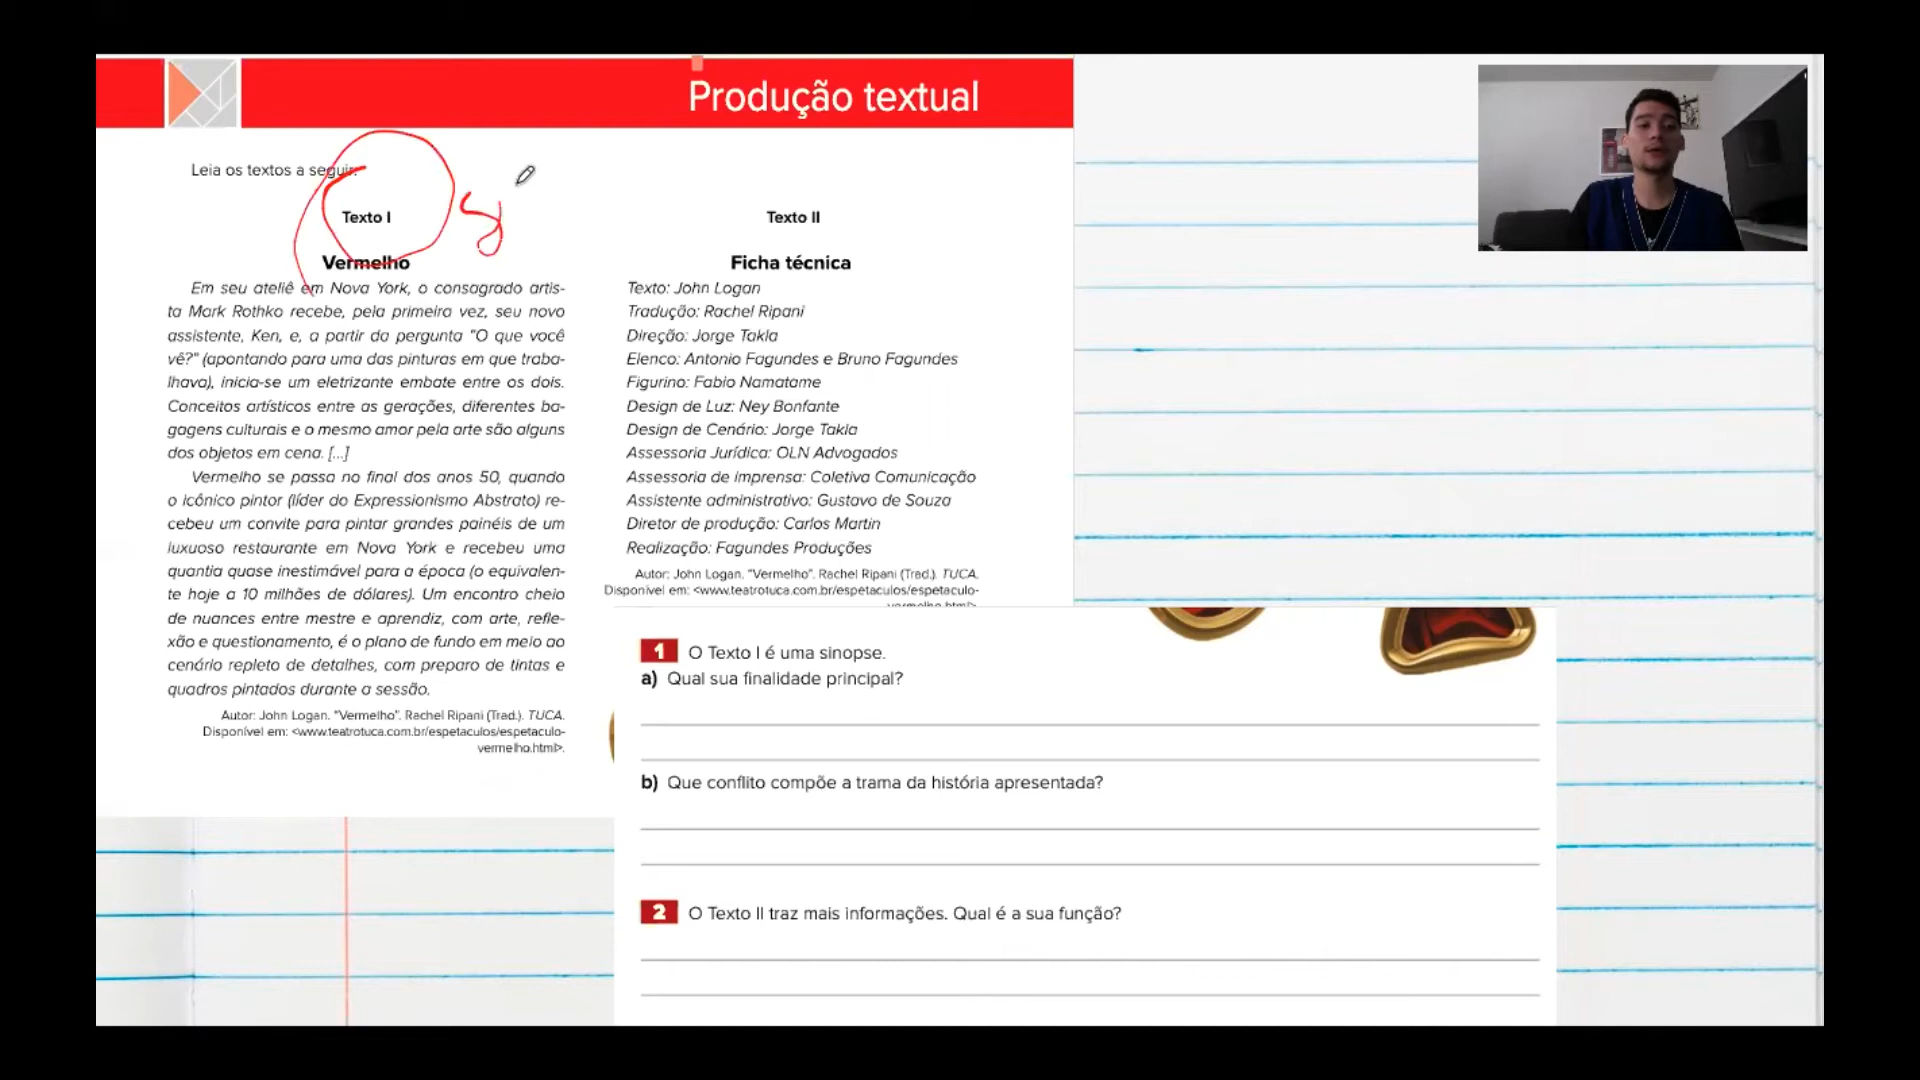 Produção textual
Leia os textos a seguir.
Texto I
Vermelho
Em seu ateliê em Nova York, o consagrado artis-
ta Mark Rothko recebe, pela primeira vez, seu novo
assistente, Ken, e, a partir da pergunta "O que você
vê?" (apontando para uma das pinturas em que traba-
lhava), inicia-se um eletrizante embate entre os dois.
Conceitos artísticos entre as gerações, diferentes ba-
gagens culturais e o mesmo amor pela arte são alguns
dos objetos em cena. [...]
Vermelho se passa no final dos anos 50, quando
o icônico pintor (líder do Expressionismo Abstrato) re-
cebeu um convite para pintar grandes painéis de um
luxuoso restaurante em Nova York e recebeu uma
quantia quase inestimável para a época (o equivalen-
te hoje a 10 milhões de dólares). Um encontro cheio
de nuances entre mestre e aprendiz, com arte, refle-
xão e questionamento, é o plano de fundo em meio ao
cenário repleto de detalhes, com preparo de tintas e
quadros pintados durante a sessão.
Autor: John Logan. "Vermelho". Rachel Ripani (Trad.). TUCA.
Disponível em: <www.teatrotuca.com.br/espetaculos/espetaculo-
vermelho.html>.
Texto II
Ficha técnica
Texto: John Logan
Tradução: Rachel Ripani
Direção: Jorge Takla
Elenco: Antonio Fagundes e Bruno Fagundes
Figurino: Fabio Namatame
Design de Luz: Ney Bonfante
Design de Cenário: Jorge Takla
Assessoria Jurídica: OLN Advogados
Assessoria de imprensa: Coletiva Comunicação
Assistente administrativo: Gustavo de Souza
Diretor de produção: Carlos Martin
Realização: Fagundes Produções
Autor: John Logan. "Vermelho". Rachel Ripani (Trad.). TUCA.
Disponível em: <www.teatrotuca.com.br/espetaculos/espetaculo-
vermelho.html>
1 O Texto I é uma sinopse.
a) Qual sua finalidade principal?
b) Que conflito compõe a trama da história apresentada?
2 O Texto II traz mais informações. Qual é a sua função?